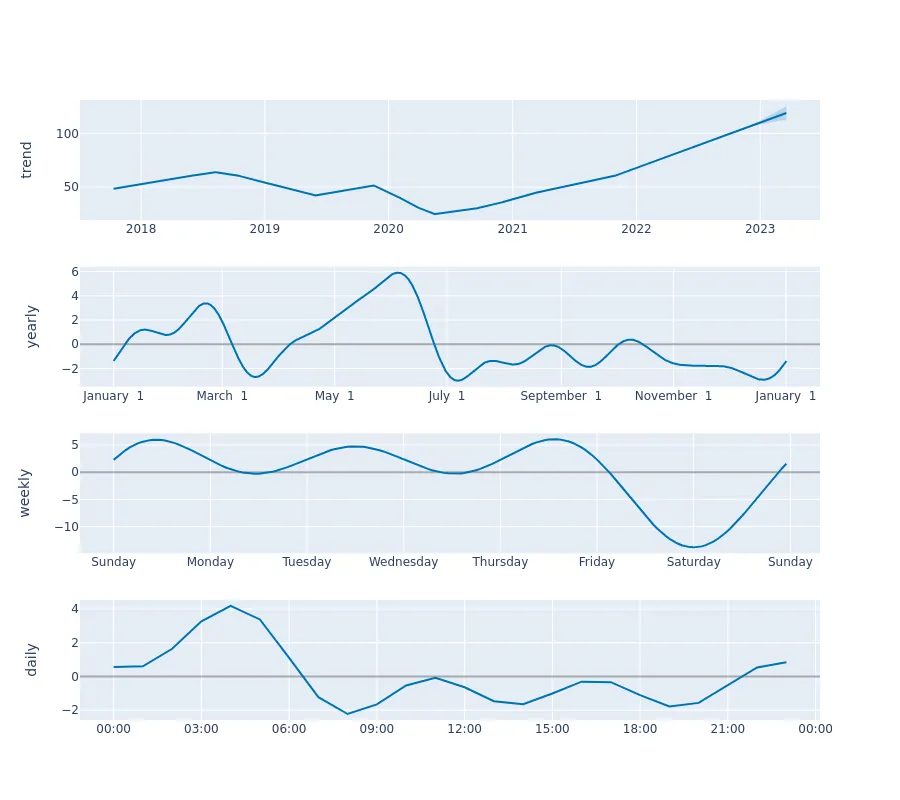 trend
100
50
2018 2019 2020 2021 2022 2023
yearly
6
4
2
0
−2
January 1 March 1 May 1 July 1 September 1 November 1 January 1
weekly
5
0
−5
−10
Sunday Monday Tuesday Wednesday Thursday Friday Saturday Sunday
daily
4
2
0
−2
00:00 03:00 06:00 09:00 12:00 15:00 18:00 21:00 00:00